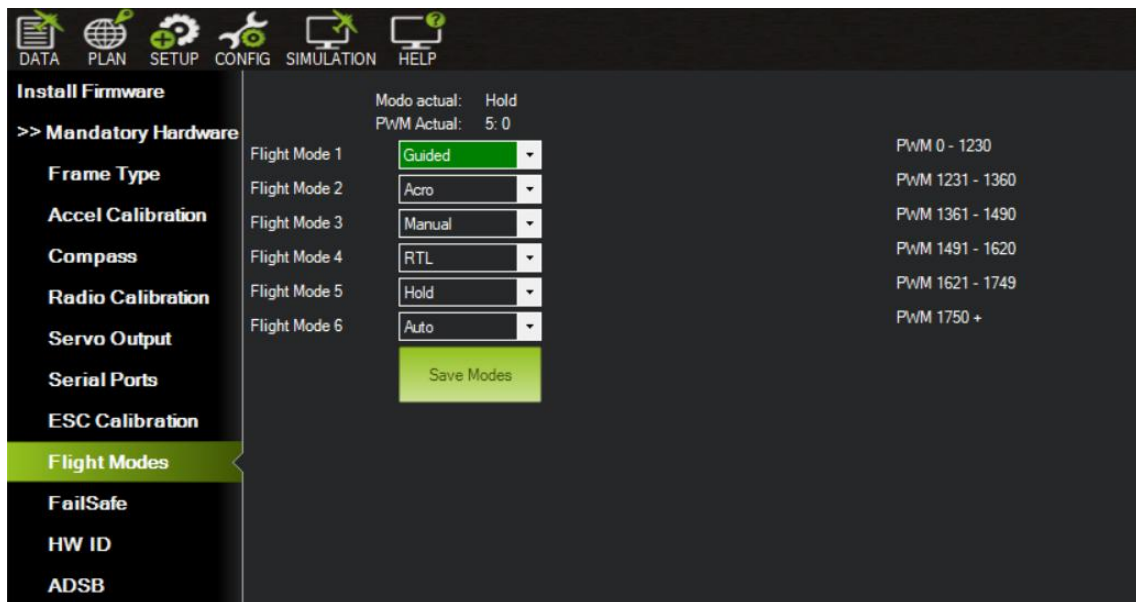 DATA PLAN SETUP CONFIG SIMULATION HELP
Install Firmware
>> Mandatory Hardware
Frame Type
Accel Calibration
Compass
Radio Calibration
Servo Output
Serial Ports
ESC Calibration
Flight Modes
FailSafe
HW ID
ADSB
Modo actual: Hold
PWM Actual: 5: 0
Flight Mode 1 Guided PWM 0 - 1230
Flight Mode 2 Acro PWM 1231 - 1360
Flight Mode 3 Manual PWM 1361 - 1490
Flight Mode 4 RTL PWM 1491 - 1620
Flight Mode 5 Hold PWM 1621 - 1749
Flight Mode 6 Auto PWM 1750 +
Save Modes